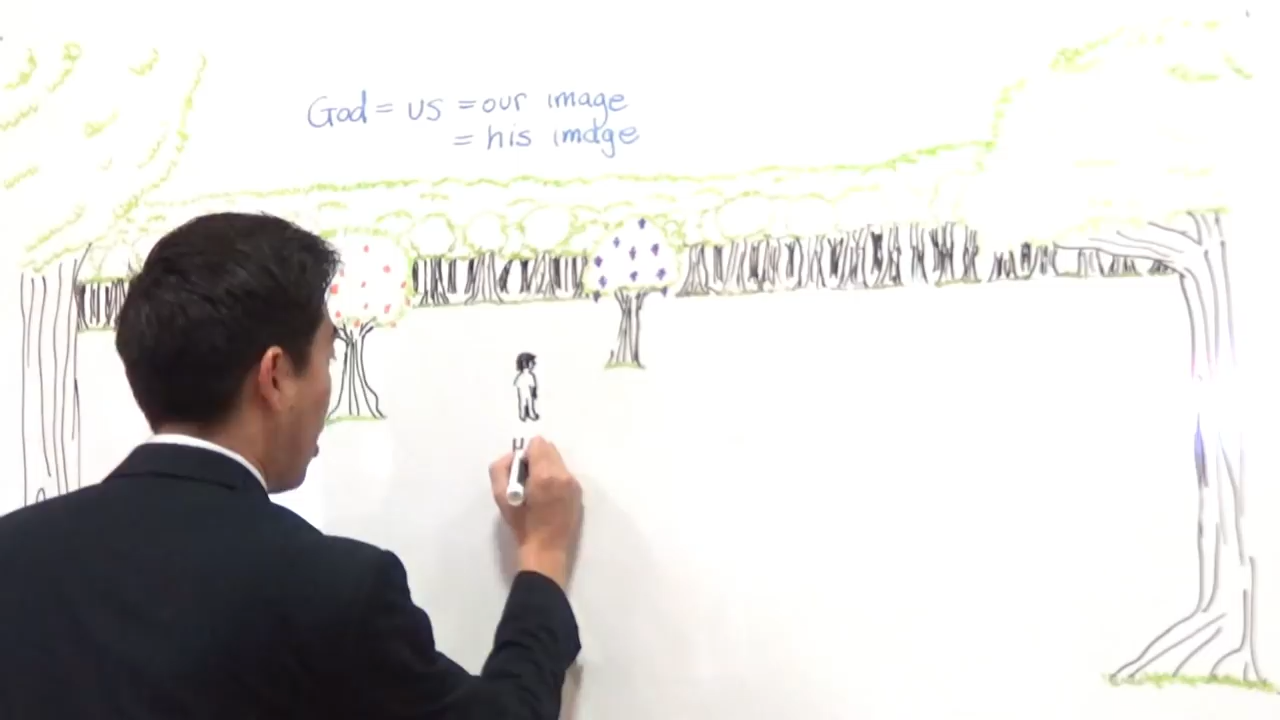 God = us = our image
= his image